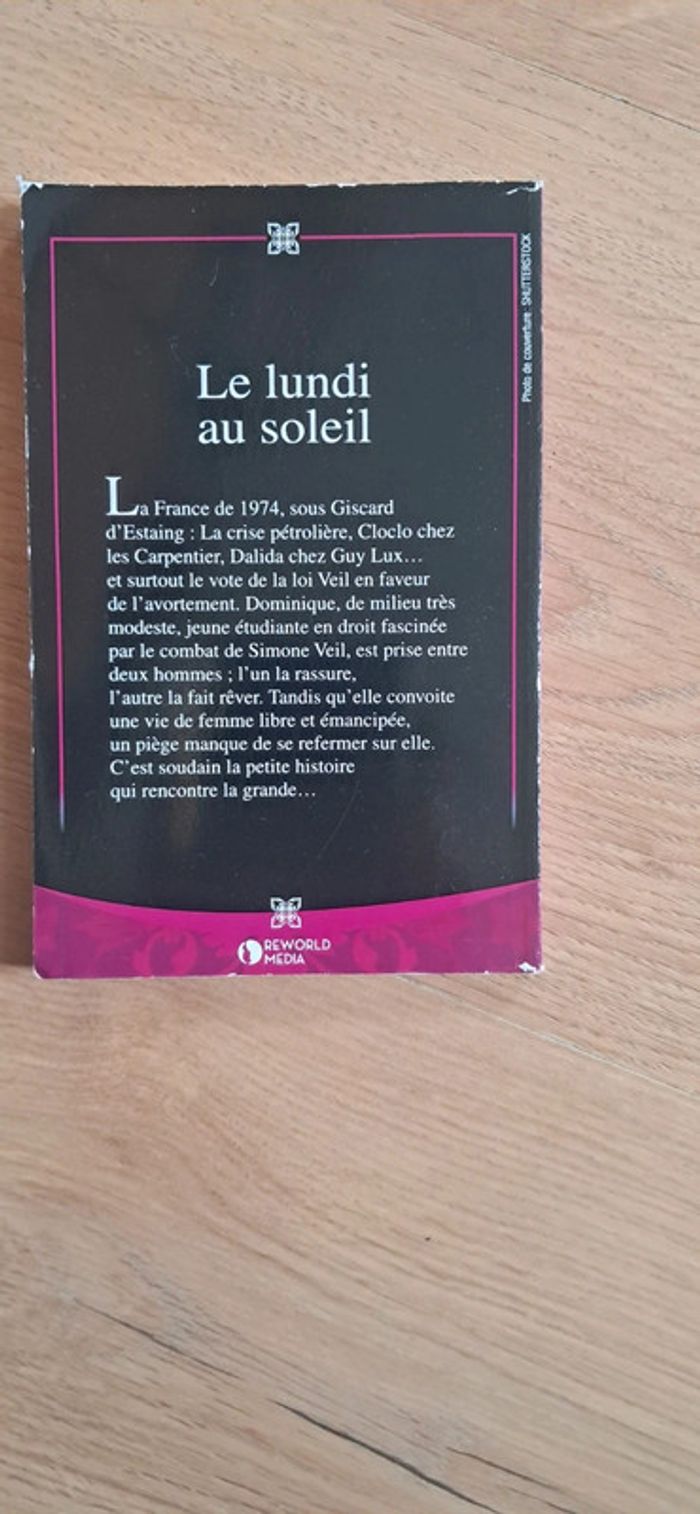 Le lundi
au soleil
La France de 1974, sous Giscard
d'Estaing : La crise pétrolière, Cloclo chez
les Carpentier, Dalida chez Guy Lux...
et surtout le vote de la loi Veil en faveur
de l'avortement. Dominique, de milieu très
modeste, jeune étudiante en droit fascinée
par le combat de Simone Veil, est prise entre
deux hommes ; l'un la rassure,
l'autre la fait rêver. Tandis qu'elle convoite
une vie de femme libre et émancipée,
un piège manque de se refermer sur elle.
C'est soudain la petite histoire
qui rencontre la grande...
REWORLD
MEDIA
Photo de couverture : SHUTTERSTOCK